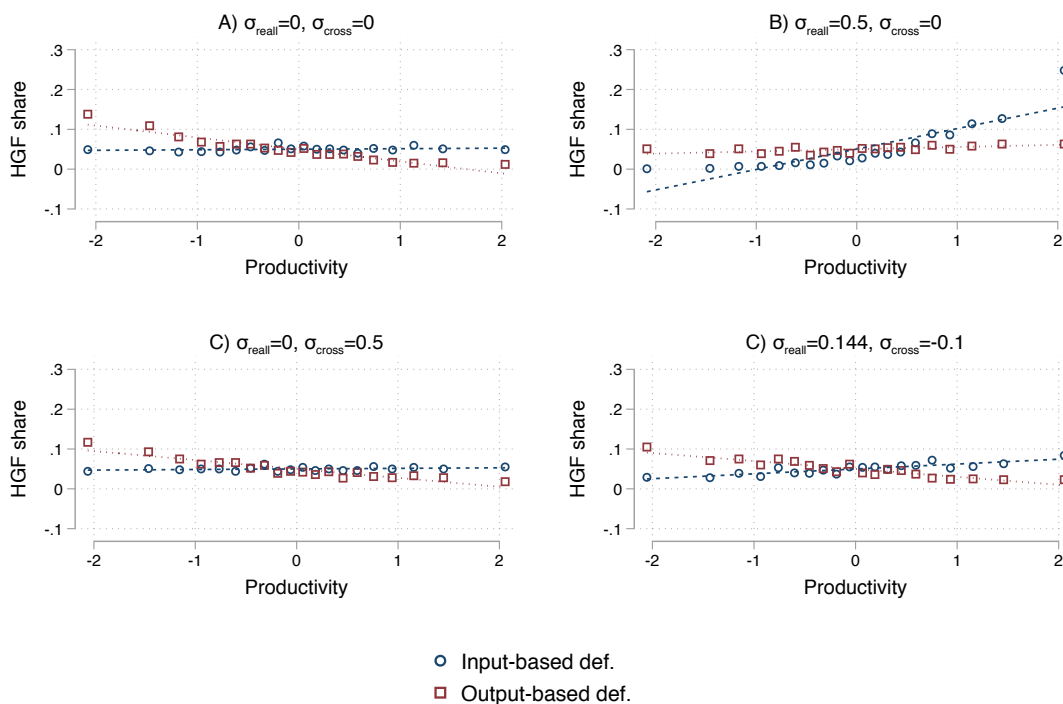 A) σreall=0, σcross=0
HGF share
.3
.2
.1
0
-.1
-2 -1 0 1 2
Productivity
B) σreall=0.5, σcross=0
HGF share
.3
.2
.1
0
-.1
-2 -1 0 1 2
Productivity
C) σreall=0, σcross=0.5
HGF share
.3
.2
.1
0
-.1
-2 -1 0 1 2
Productivity
C) σreall=0.144, σcross=-0.1
HGF share
.3
.2
.1
0
-.1
-2 -1 0 1 2
Productivity
Input-based def.
Output-based def.